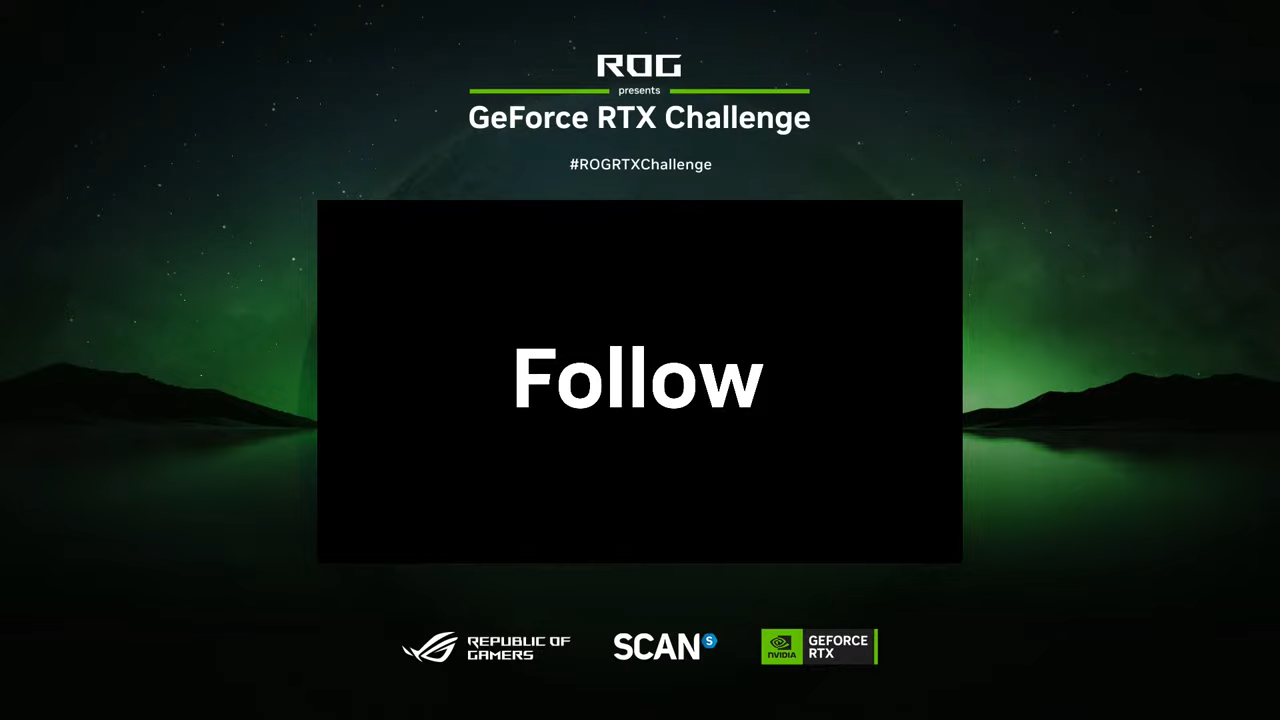 ROG
presents
GeForce RTX Challenge
#ROGRTXChallenge
Follow
REPUBLIC OF
GAMERS
SCAN S
NVIDIA
GEFORCE
RTX